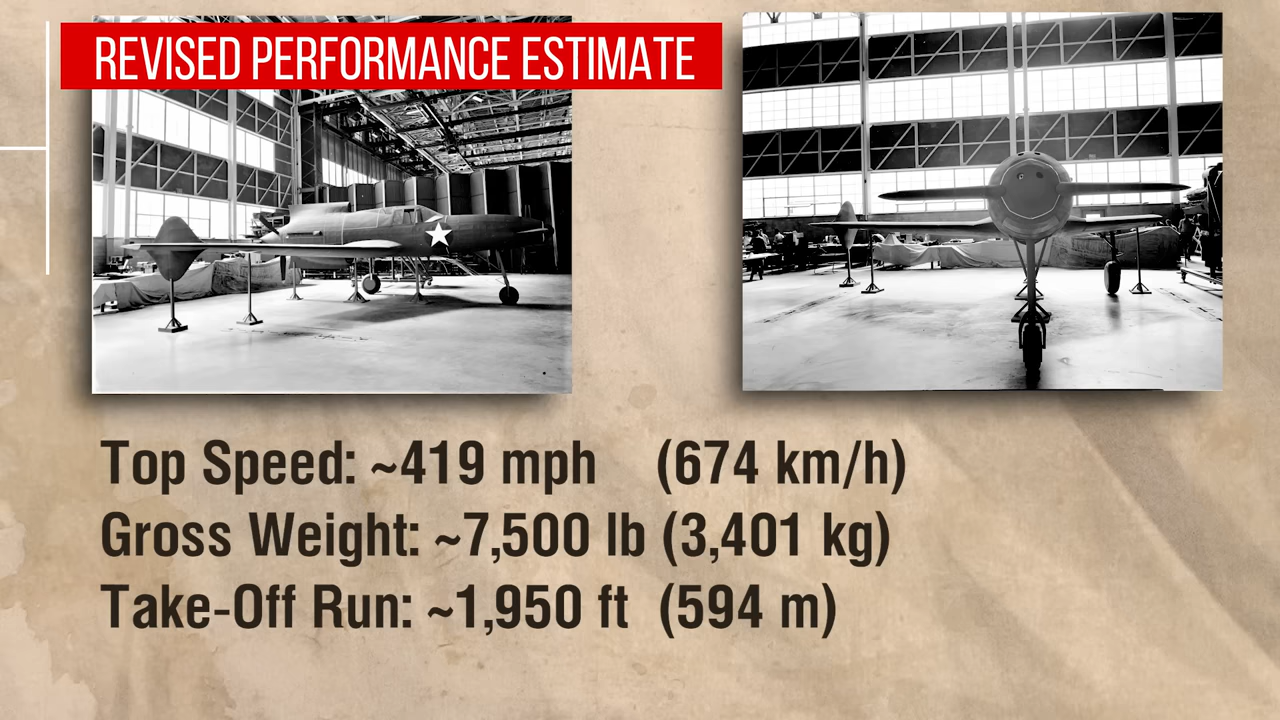 REVISED PERFORMANCE ESTIMATE
Top Speed: ~419 mph (674 km/h)
Gross Weight: ~7,500 lb (3,401 kg)
Take-Off Run: ~1,950 ft (594 m)